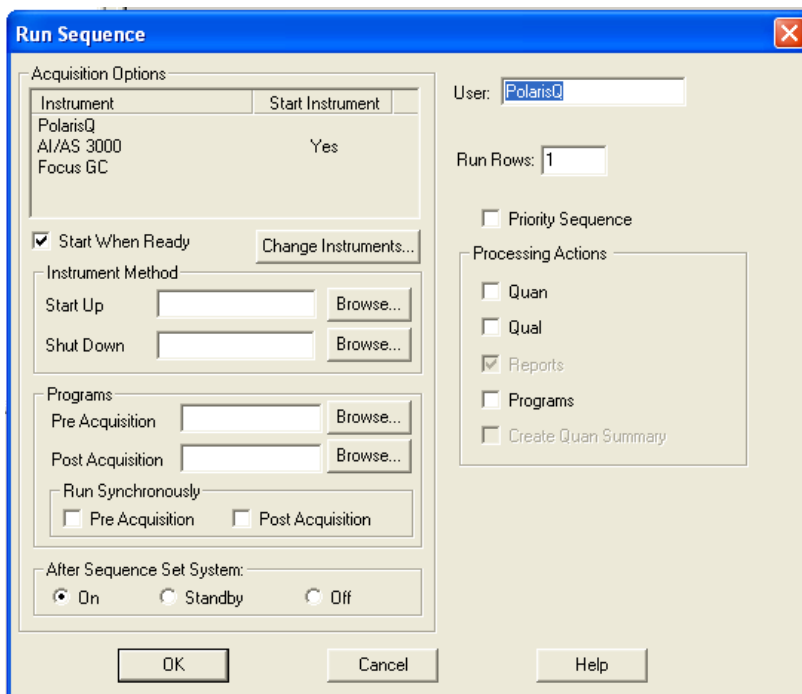 Run Sequence
Acquisition Options
Instrument Start Instrument
PolarisQ
AI/AS 3000 Yes
Focus GC
User: PolarisQ
Run Rows: 1
Start When Ready
Change Instruments...
Priority Sequence
Instrument Method
Start Up Browse...
Shut Down Browse...
Processing Actions
Quan
Qual
Reports
Programs
Create Quan Summary
Programs
Pre Acquisition Browse...
Post Acquisition Browse...
Run Synchronously
Pre Acquisition Post Acquisition
After Sequence Set System:
On Standby Off
OK Cancel Help